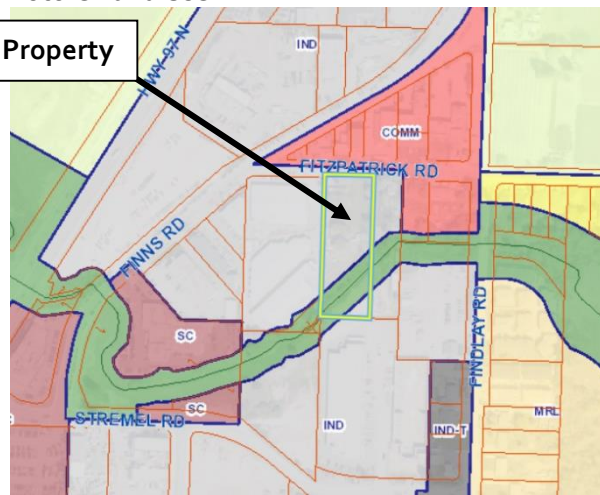 Property
HWY 97 N
IND
COMM
FITZPATRICK RD
FINNS RD
SC
FINDLAY RD
SC
STREMEL RD
IND
IND-T
MRL